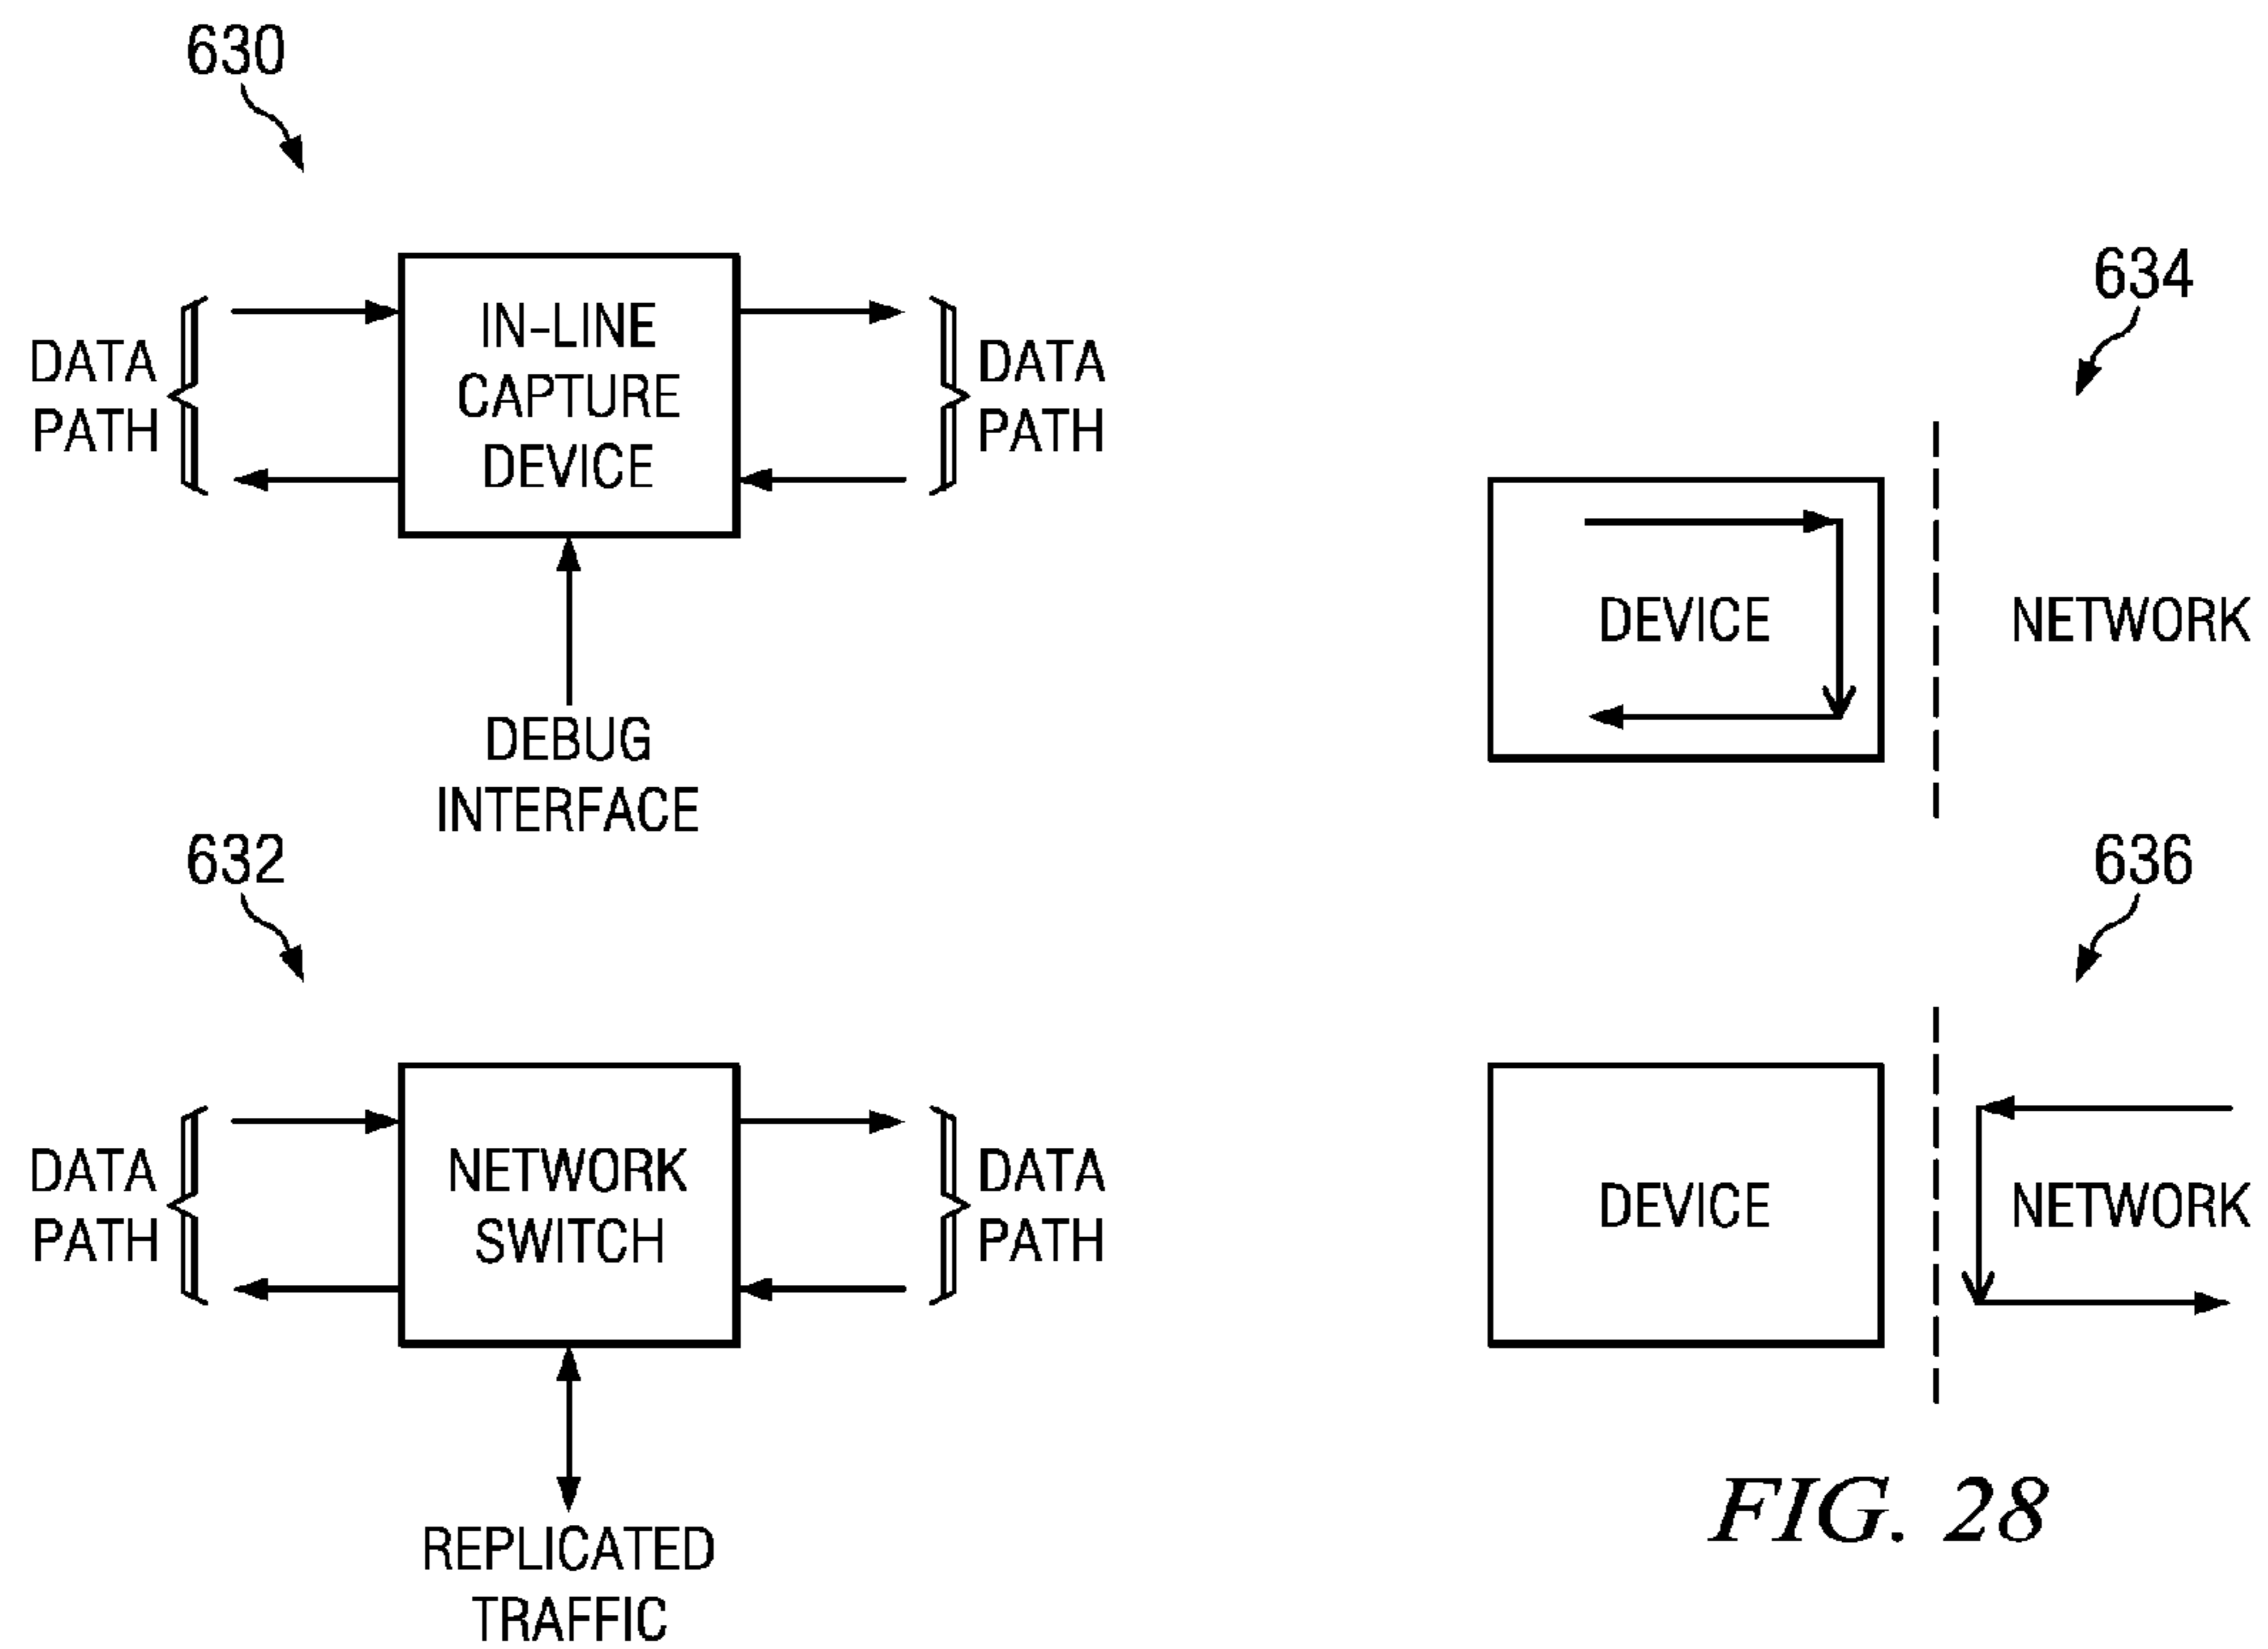 630
DATA
PATH
IN-LINE
CAPTURE
DEVICE
DATA
PATH
DEBUG
INTERFACE
632
DATA
PATH
NETWORK
SWITCH
DATA
PATH
REPLICATED
TRAFFIC
634
DEVICE
NETWORK
636
DEVICE
NETWORK
FIG. 28